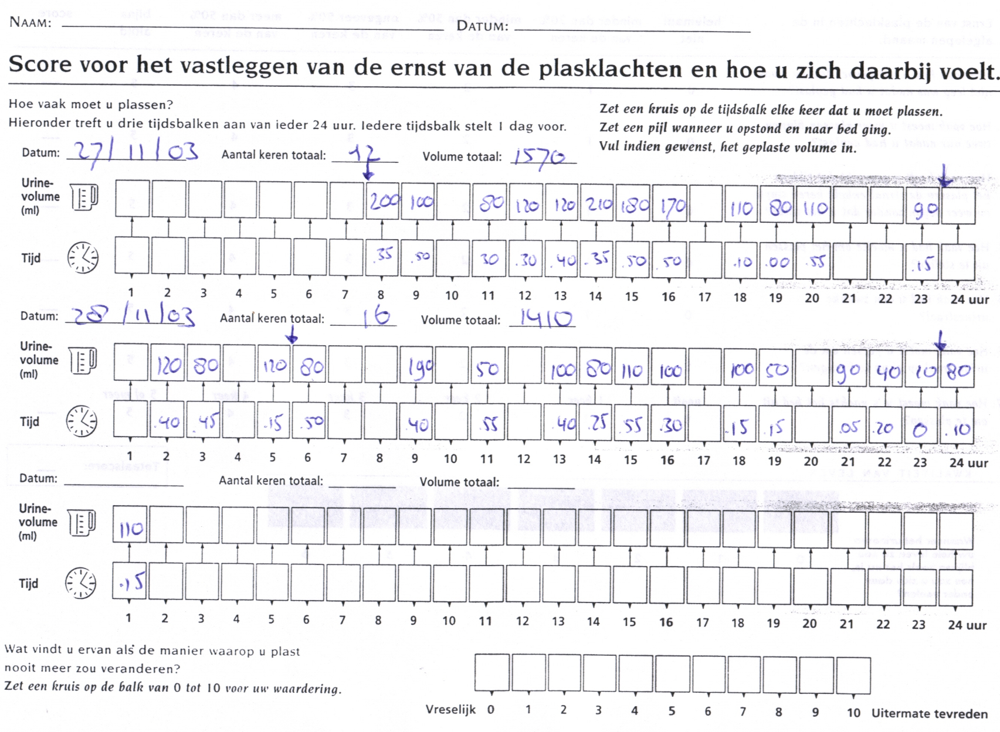 NAAM: DATUM:
Score voor het vastleggen van de ernst van de plasklachten en hoe u zich daarbij voelt.
Hoe vaak moet u plassen?
Hieronder treft u drie tijdsbalken aan van ieder 24 uur. Iedere tijdsbalk stelt 1 dag voor.
Zet een kruis op de tijdsbalk elke keer dat u moet plassen.
Zet een pijl wanneer u opstond en naar bed ging.
Vul indien gewenst, het geplaste volume in.
Datum: 27/11/03 Aantal keren totaal: 12 Volume totaal: 1570
Urine-
volume
(ml)
200 100 80 120 120 210 180 170 110 80 110 90
Tijd .35 .50 30 .30 .40 .35 .50 .50 .10 .00 .55 .15
1 2 3 4 5 6 7 8 9 10 11 12 13 14 15 16 17 18 19 20 21 22 23 24 uur
Datum: 28/11/03 Aantal keren totaal: 16 Volume totaal: 1410
Urine-
volume
(ml)
120 80 120 80 190 50 100 80 110 100 100 50 90 40 20 80
Tijd .40 .45 .15 .50 .40 .55 .40 .25 .55 .30 .15 .15 .05 .20 0 .10
1 2 3 4 5 6 7 8 9 10 11 12 13 14 15 16 17 18 19 20 21 22 23 24 uur
Datum: Aantal keren totaal: Volume totaal:
Urine-
volume
(ml)
110
Tijd .15
1 2 3 4 5 6 7 8 9 10 11 12 13 14 15 16 17 18 19 20 21 22 23 24 uur
Wat vindt u ervan als de manier waarop u plast
nooit meer zou veranderen?
Zet een kruis op de balk van 0 tot 10 voor uw waardering.
Vreselijk 0 1 2 3 4 5 6 7 8 9 10 Uitermate tevreden